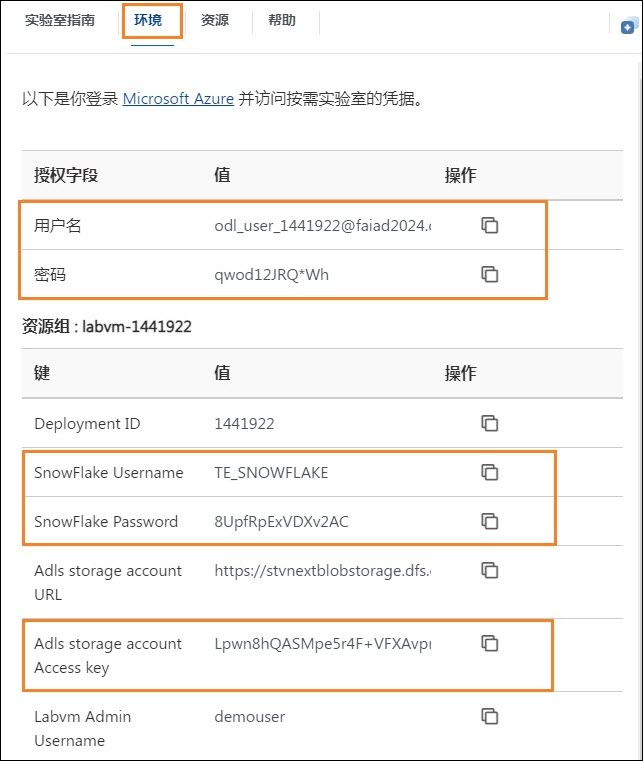 实验室指南 环境 资源 帮助
以下是你登录 Microsoft Azure 并访问按需实验室的凭据。
授权字段 值 操作
用户名 odl_user_1441922@faiad2024.
密码 qwod12JRQ*Wh
资源组 : labvm-1441922
键 值 操作
Deployment ID 1441922
SnowFlake Username TE_SNOWFLAKE
SnowFlake Password 8UpfRpExVDXv2AC
Adls storage account https://stvnextblobstorage.dfs.
URL
Adls storage account Lpwn8hQASMpe5r4F+VFXAvp
Access key
Labvm Admin demouser
Username